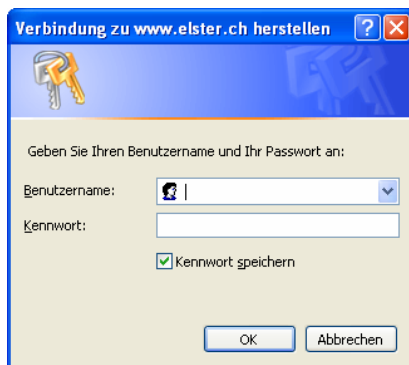 Verbindung zu www.elster.ch herstellen
Geben Sie Ihren Benutzername und Ihr Passwort an:
Benutzername:
Kennwort:
Kennwort speichern
OK Abbrechen